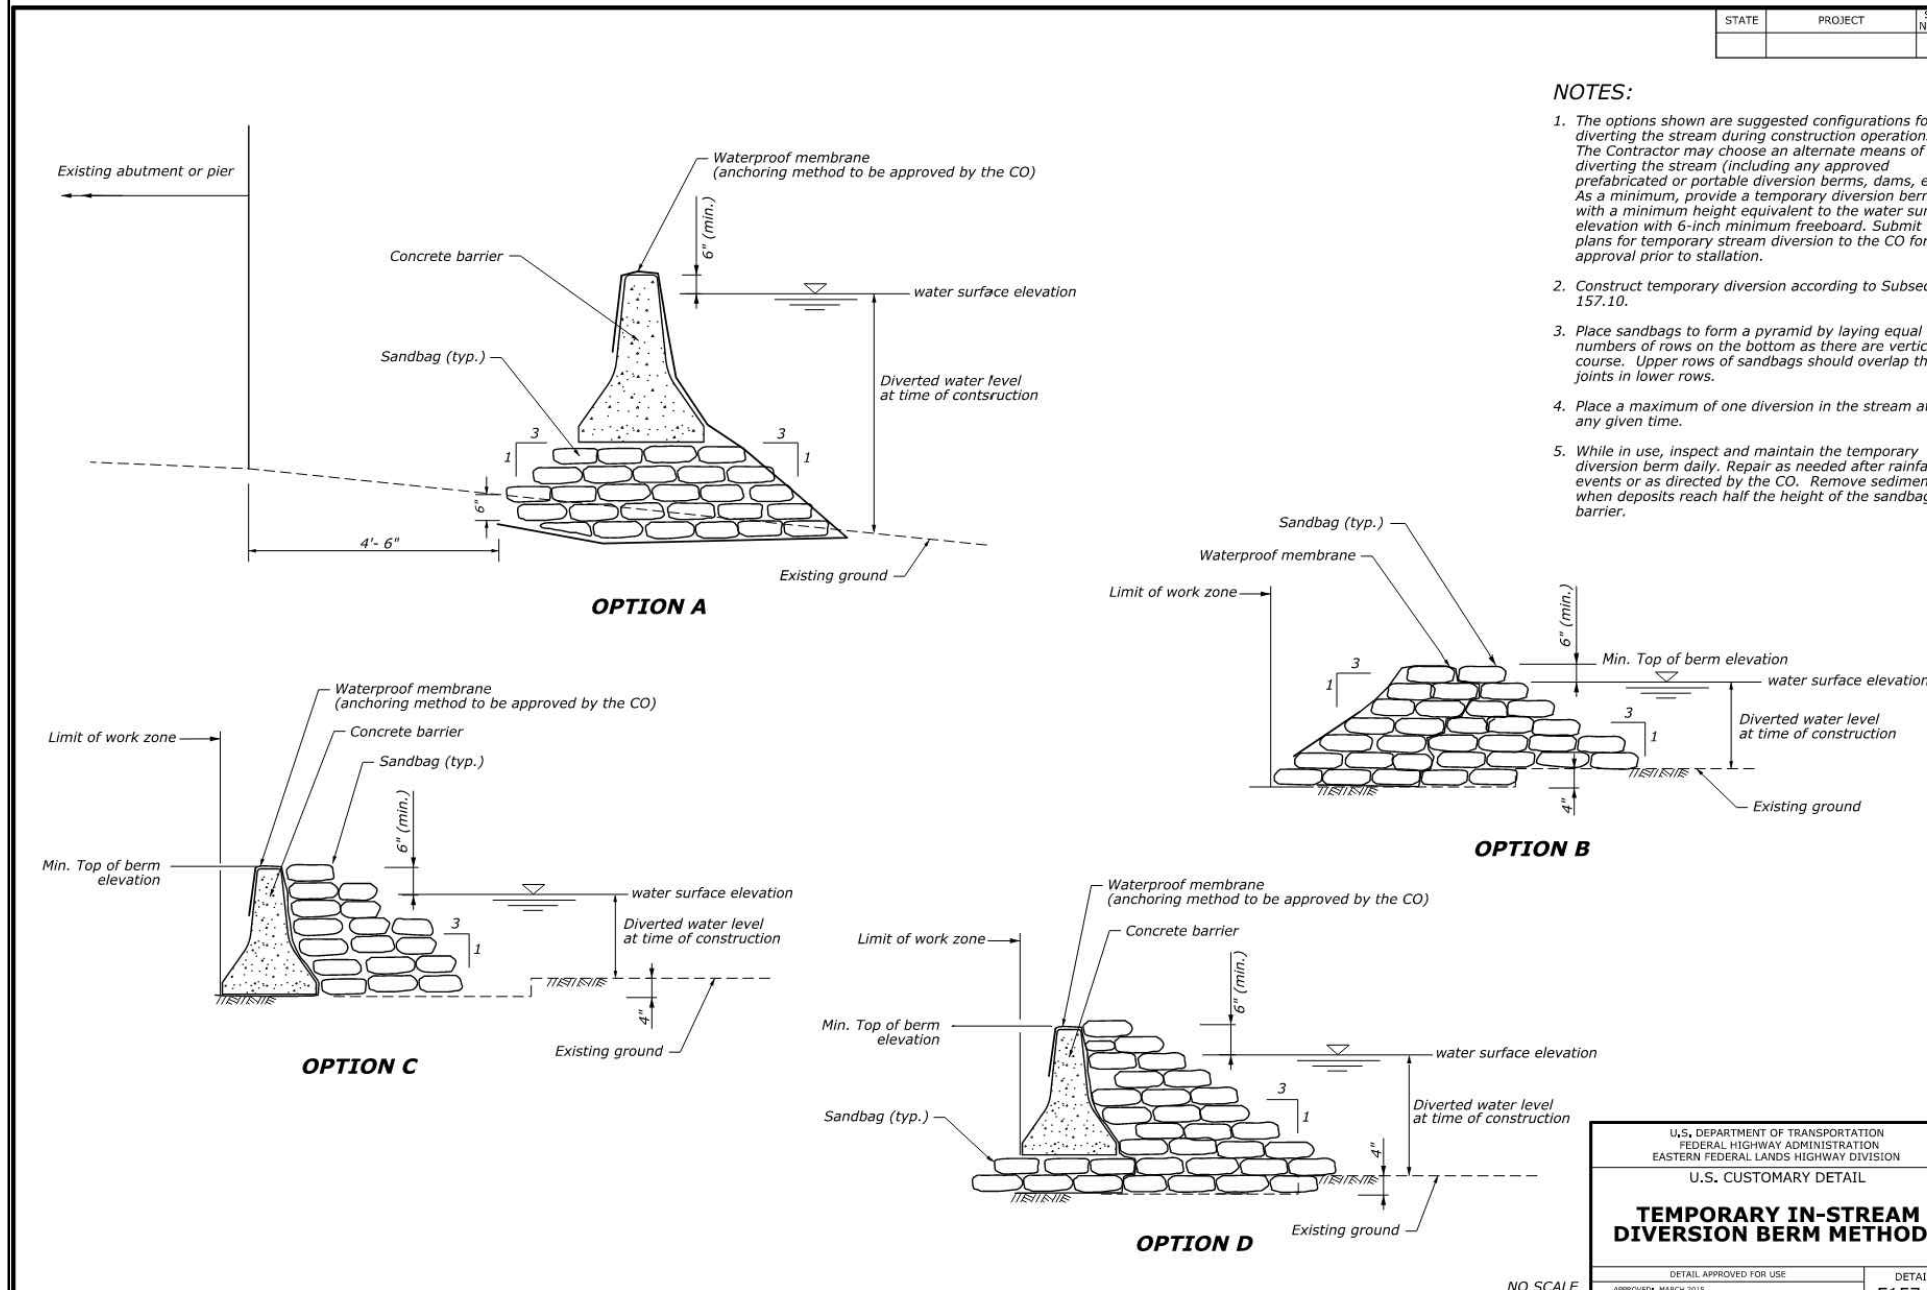 STATE PROJECT
NOTES:
1. The options shown are suggested configurations
diverting the stream during construction
The Contractor may choose an alternate means of
diverting the stream (including any approved
prefabricated or portable diversion berms, dams,
As a minimum, provide a temporary diversion
with a minimum height equivalent to the water
elevation with 6-inch minimum freeboard. Submit
plans for temporary stream diversion to the CO for
approval prior to stallation.
2. Construct temporary diversion according to
157.10.
3. Place sandbags to form a pyramid by laying equal
numbers of rows on the bottom as there are
course. Upper rows of sandbags should overlap
joints in lower rows.
4. Place a maximum of one diversion in the stream
any given time.
5. While in use, inspect and maintain the temporary
diversion berm daily. Repair as needed after
events or as directed by the CO. Remove
when deposits reach half the height of the
barrier.
Existing abutment or pier
Waterproof membrane
(anchoring method to be approved by the CO)
6" (min.)
Concrete barrier
water surface elevation
Sandbag (typ.)
Diverted water level
at time of contsruction
3
1
3
1
6"
4'- 6"
Existing ground
OPTION A
Sandbag (typ.)
Waterproof membrane
Limit of work zone
6" (min.)
Min. Top of berm elevation
water surface elevation
3
1
3
1
Diverted water level
at time of construction
4"
Existing ground
OPTION B
Waterproof membrane
(anchoring method to be approved by the CO)
Concrete barrier
Limit of work zone
Sandbag (typ.)
6" (min.)
Min. Top of berm
elevation
water surface elevation
Diverted water level
at time of construction
3
1
4"
Existing ground
OPTION C
Waterproof membrane
(anchoring method to be approved by the CO)
Concrete barrier
Limit of work zone
6" (min.)
Min. Top of berm
elevation
water surface elevation
3
1
Diverted water level
at time of construction
Sandbag (typ.)
4"
Existing ground
OPTION D
NO SCALE
U.S. DEPARTMENT OF TRANSPORTATION
FEDERAL HIGHWAY ADMINISTRATION
EASTERN FEDERAL LANDS HIGHWAY DIVISION
U.S. CUSTOMARY DETAIL
TEMPORARY IN-STREAM
DIVERSION BERM METHOD
DETAIL APPROVED FOR USE
DETAI